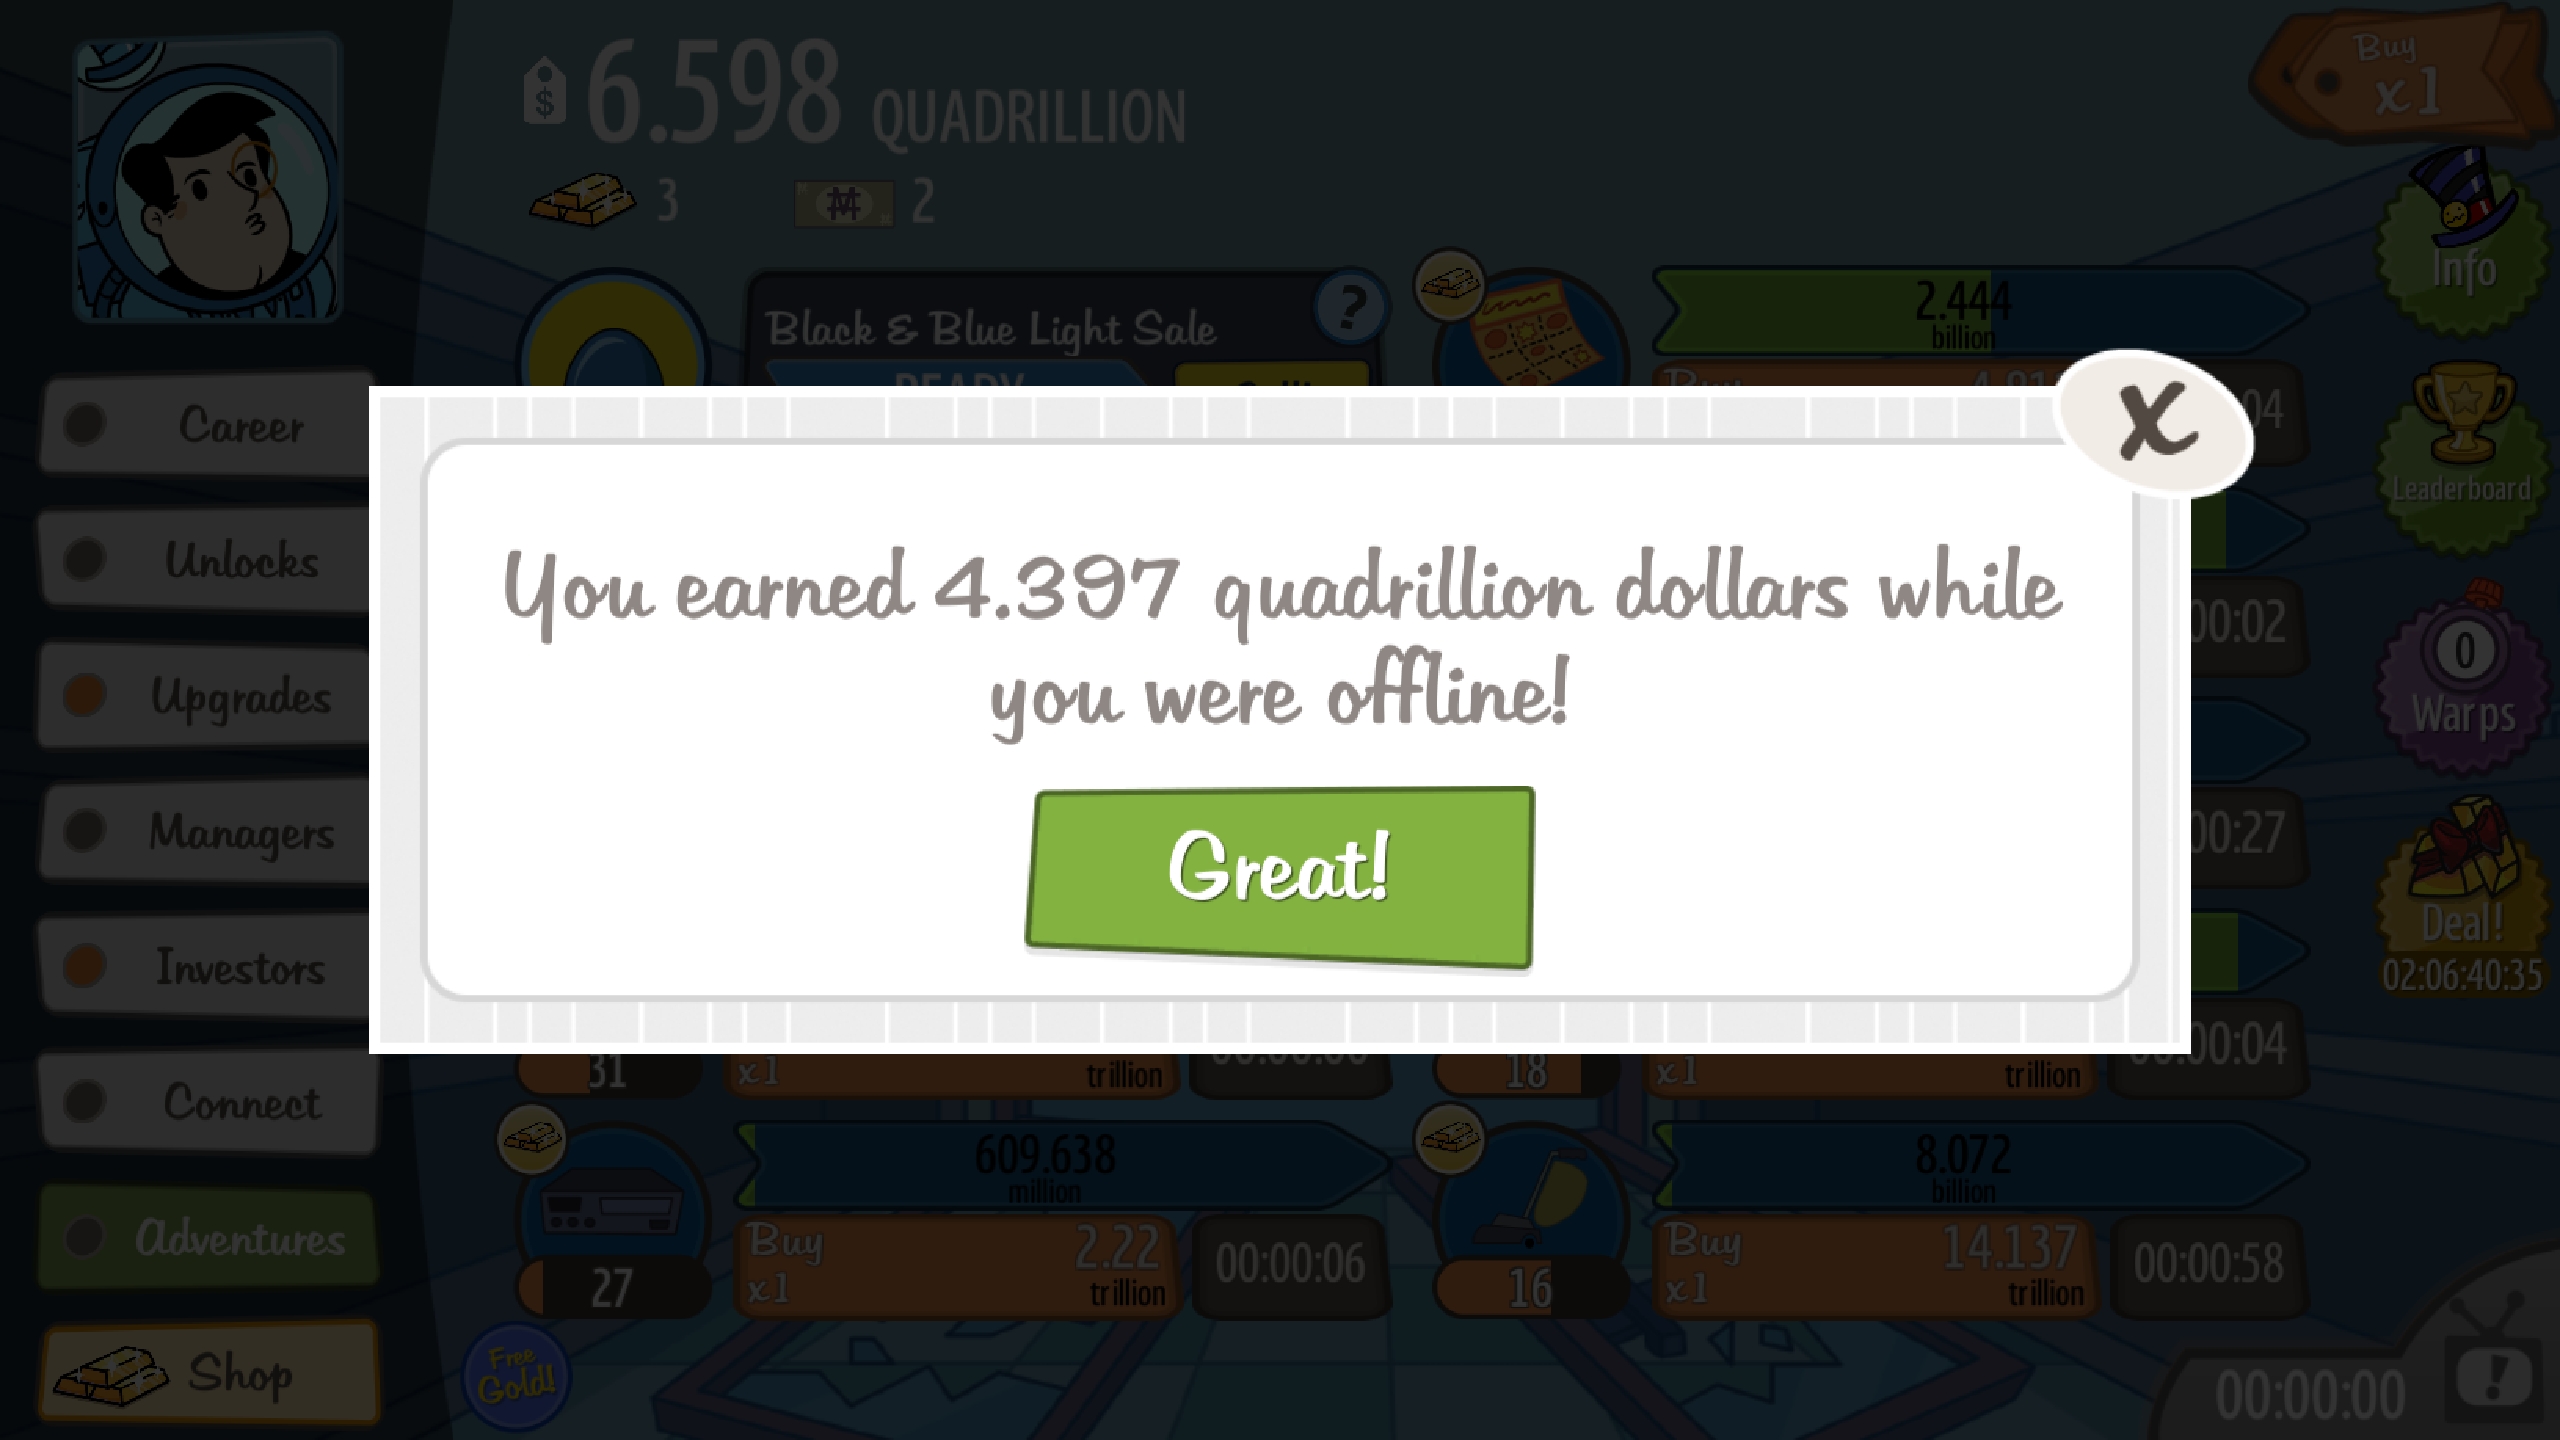 6.598 QUADRILLION
3
2
Buy
x1
Info
Leaderboard
0
Warps
Deal!
02:06:40:35
Career
Unlocks
Upgrades
Managers
Investors
Connect
Adventures
Shop
Black & Blue Light Sale
?
READY
2.444
billion
Buy
You earned 4.397 quadrillion dollars while
you were offline!
Great!
X
04
00:02
00:27
00:04
31
x1
trillion
18
x1
trillion
609.638
million
27
Buy
x1
2.22
trillion
00:00:06
8.072
billion
16
Buy
x1
14.137
trillion
00:00:58
Free
Gold!
00:00:00
!